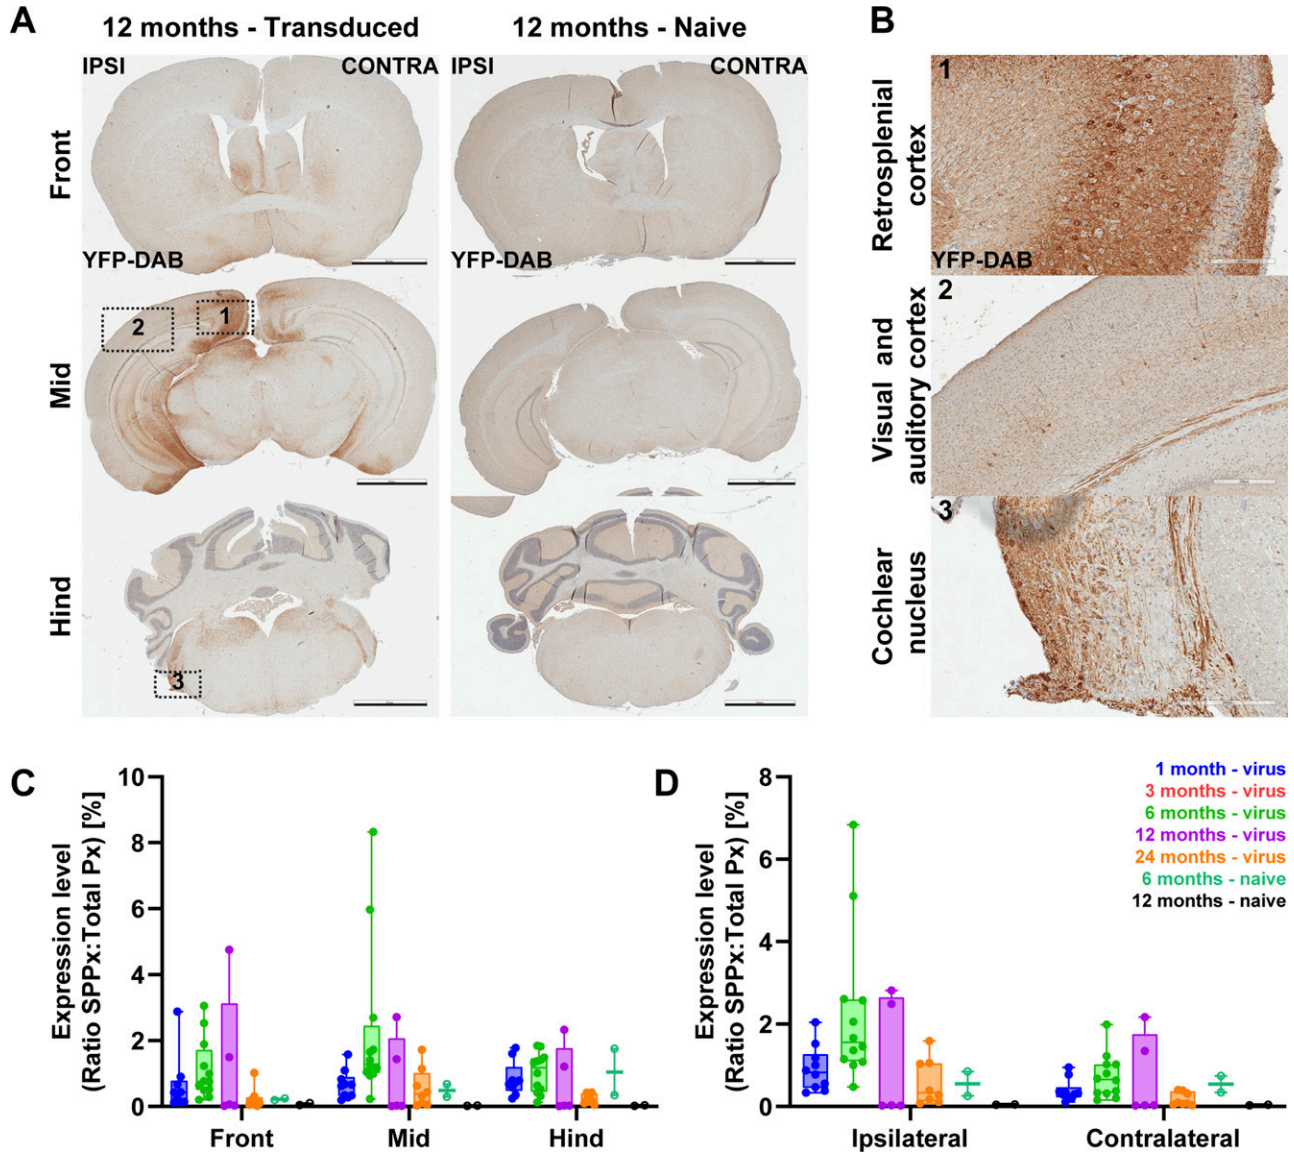 A
12 months - Transduced
12 months - Naive
B
IPSI
CONTRA
IPSI
CONTRA
Front
YFP-DAB
YFP-DAB
1
Retrosplenial
cortex
YFP-DAB
Mid
2
1
2
Visual and
auditory cortex
Hind
3
3
Cochlear
nucleus
C
Expression level
(Ratio SPPx:Total Px) [%]
10
8
6
4
2
0
Front
Mid
Hind
D
Expression level
(Ratio SPPx:Total Px) [%]
8
6
4
2
0
Ipsilateral
Contralateral
1 month - virus
3 months - virus
6 months - virus
12 months - virus
24 months - virus
6 months - naive
12 months - naive